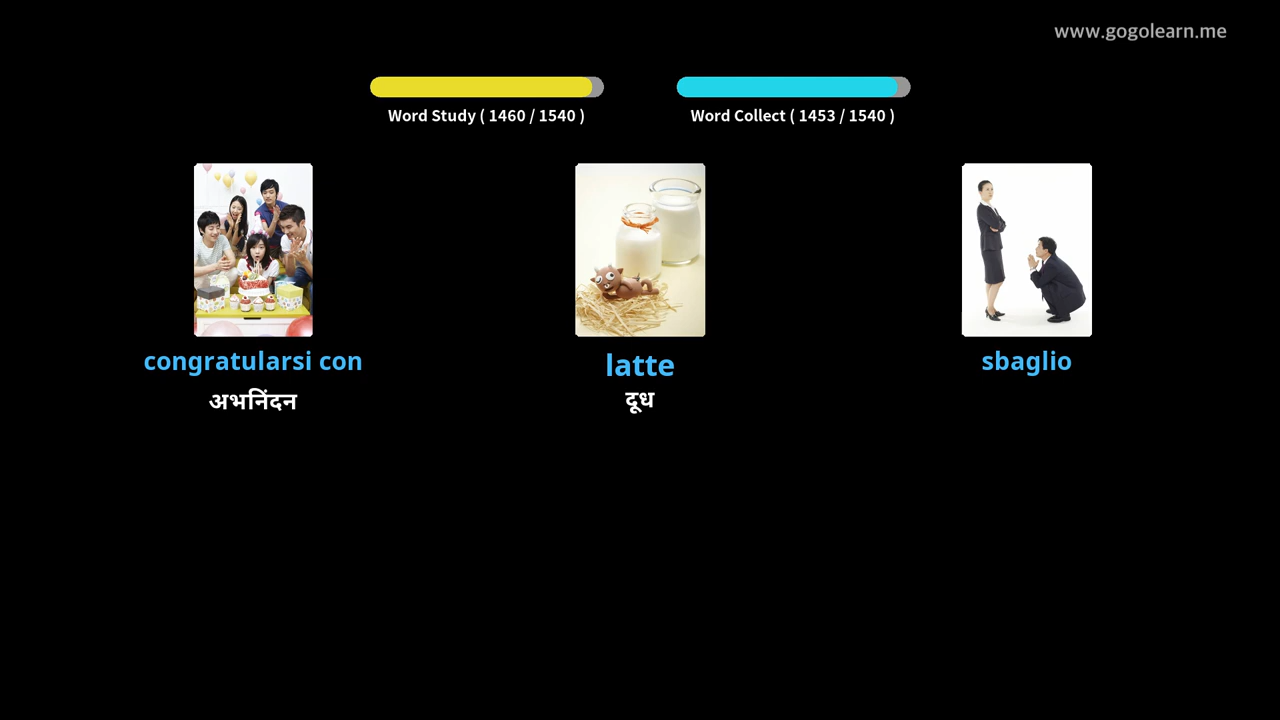 www.gogolearn.me
Word Study ( 1460 / 1540 )
Word Collect ( 1453 / 1540 )
congratularsi con
latte
sbaglio
अभिनंदन
दूध